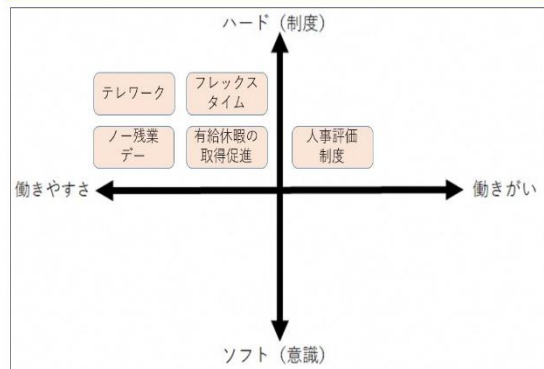 ハード（制度）
テレワーク
フレックス
タイム
ノー残業
デー
有給休暇の
取得促進
人事評価
制度
働きやすさ
働きがい
ソフト（意識）